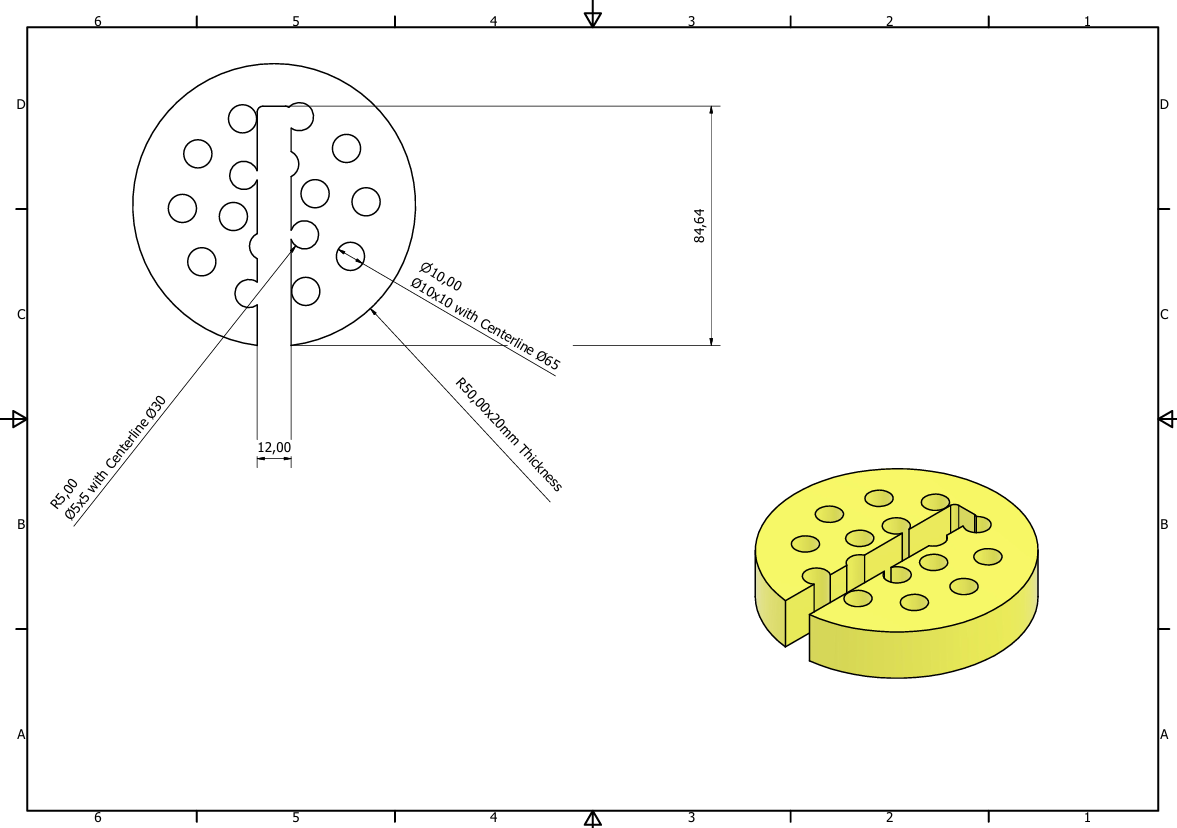 6 5 4 3 2 1
D D
84,64
Ø10,00
Ø10x10 with Centerline Ø65
C C
R50,00x20mm Thickness
12,00
R5,00
Ø5x5 with Centerline Ø30
B B
A A
6 5 4 3 2 1